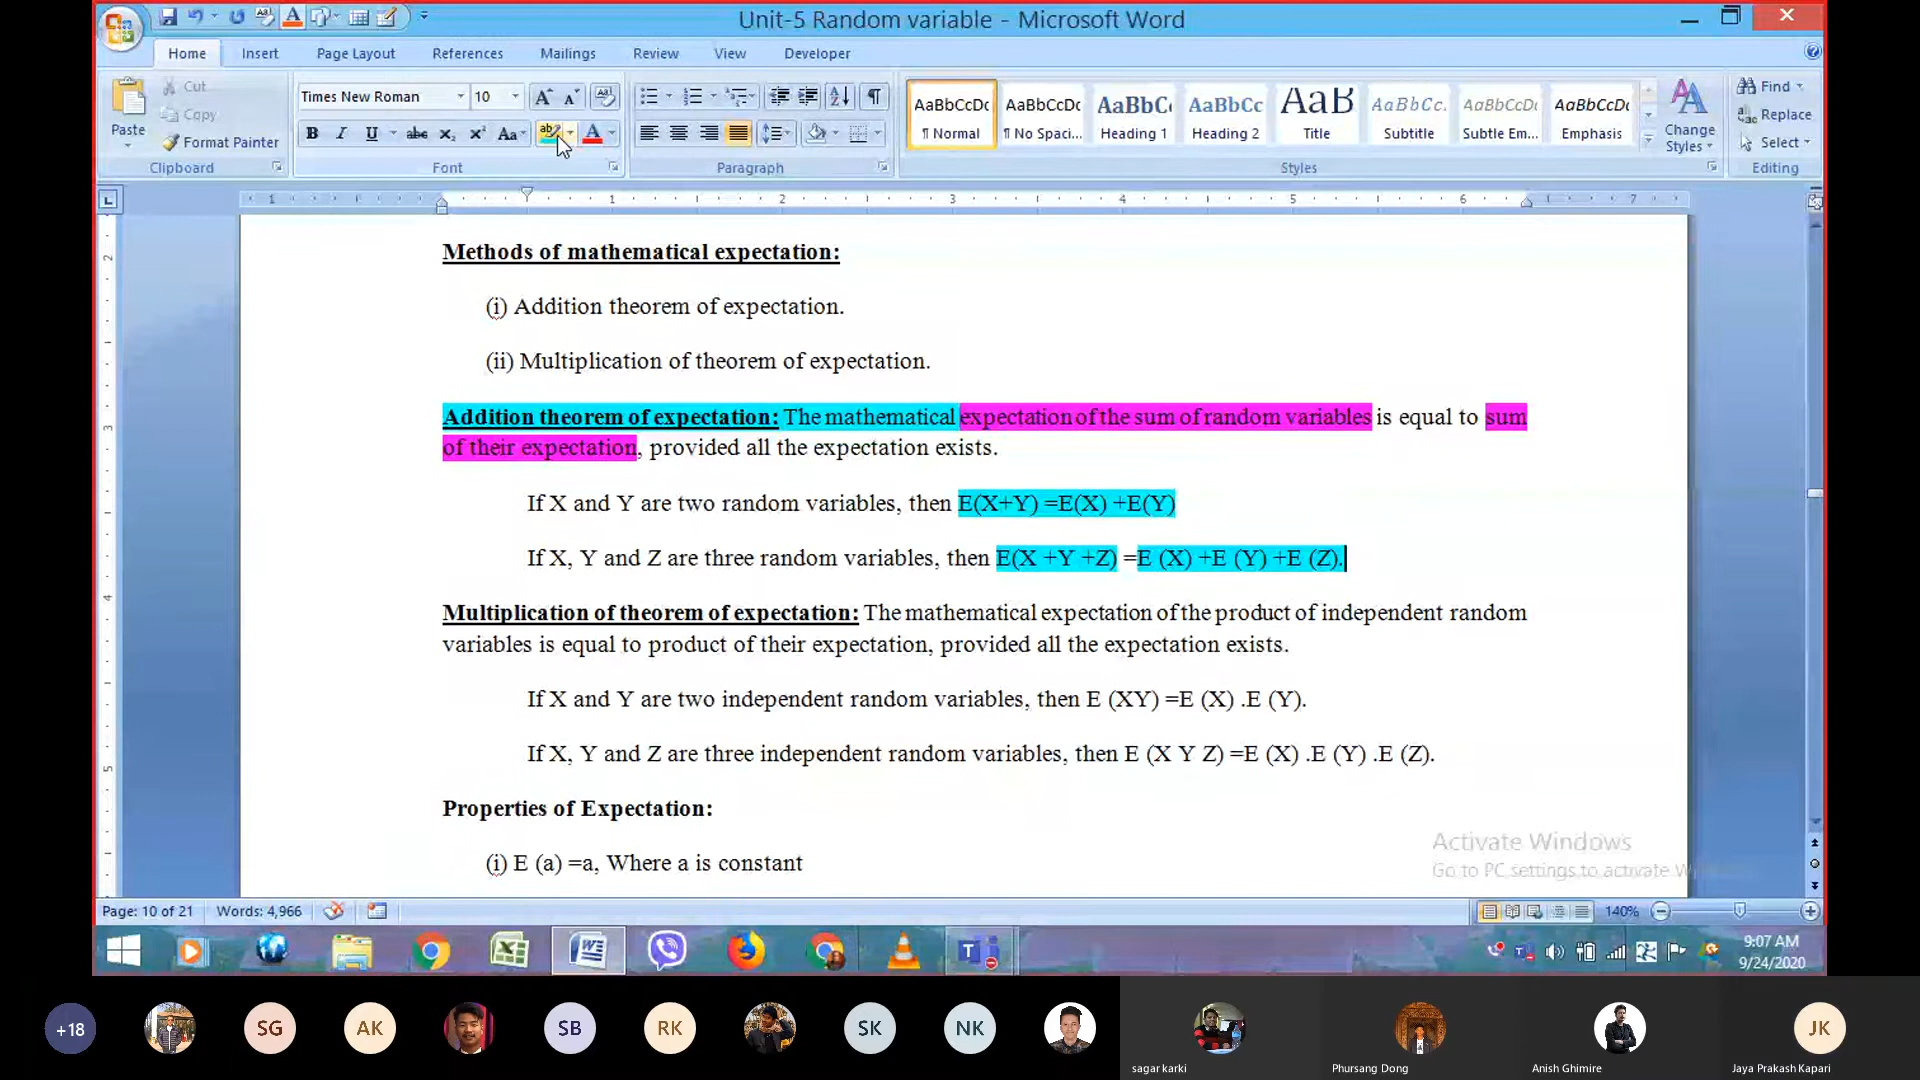 Unit-5 Random variable - Microsoft Word
Home Insert Page Layout References Mailings Review View Developer
Paste Cut Copy Format Painter
Clipboard
Times New Roman 10
Font
Paragraph
AaBbCcDc AaBbCcDc AaBbC AaBbCc AaB AaBbCc. AaBbCcDc AaBbCcDc
¶ Normal ¶ No Spaci... Heading 1 Heading 2 Title Subtitle Subtle Em... Emphasis
Styles
Change Styles
Find
Replace
Select
Editing
Methods of mathematical expectation:
(i) Addition theorem of expectation.
(ii) Multiplication of theorem of expectation.
Addition theorem of expectation: The mathematical expectation of the sum of random variables is equal to sum
of their expectation, provided all the expectation exists.
If X and Y are two random variables, then E(X+Y) =E(X) +E(Y)
If X, Y and Z are three random variables, then E(X +Y +Z) =E (X) +E (Y) +E (Z).
Multiplication of theorem of expectation: The mathematical expectation of the product of independent random
variables is equal to product of their expectation, provided all the expectation exists.
If X and Y are two independent random variables, then E (XY) =E (X) .E (Y).
If X, Y and Z are three independent random variables, then E (X Y Z) =E (X) .E (Y) .E (Z).
Properties of Expectation:
(i) E (a) =a, Where a is constant
Activate Windows
Go to PC settings to activate W
Page: 10 of 21 Words: 4,966 140%
9:07 AM
9/24/2020
+18 SG AK SB RK SK NK JK
sagar karki Phursang Dong Anish Ghimire Jaya Prakash Kapari